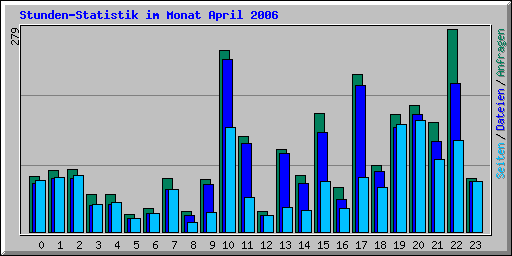 Stunden-Statistik im Monat April 2006
279
Seiten / Dateien / Anfragen
0 1 2 3 4 5 6 7 8 9 10 11 12 13 14 15 16 17 18 19 20 21 22 23